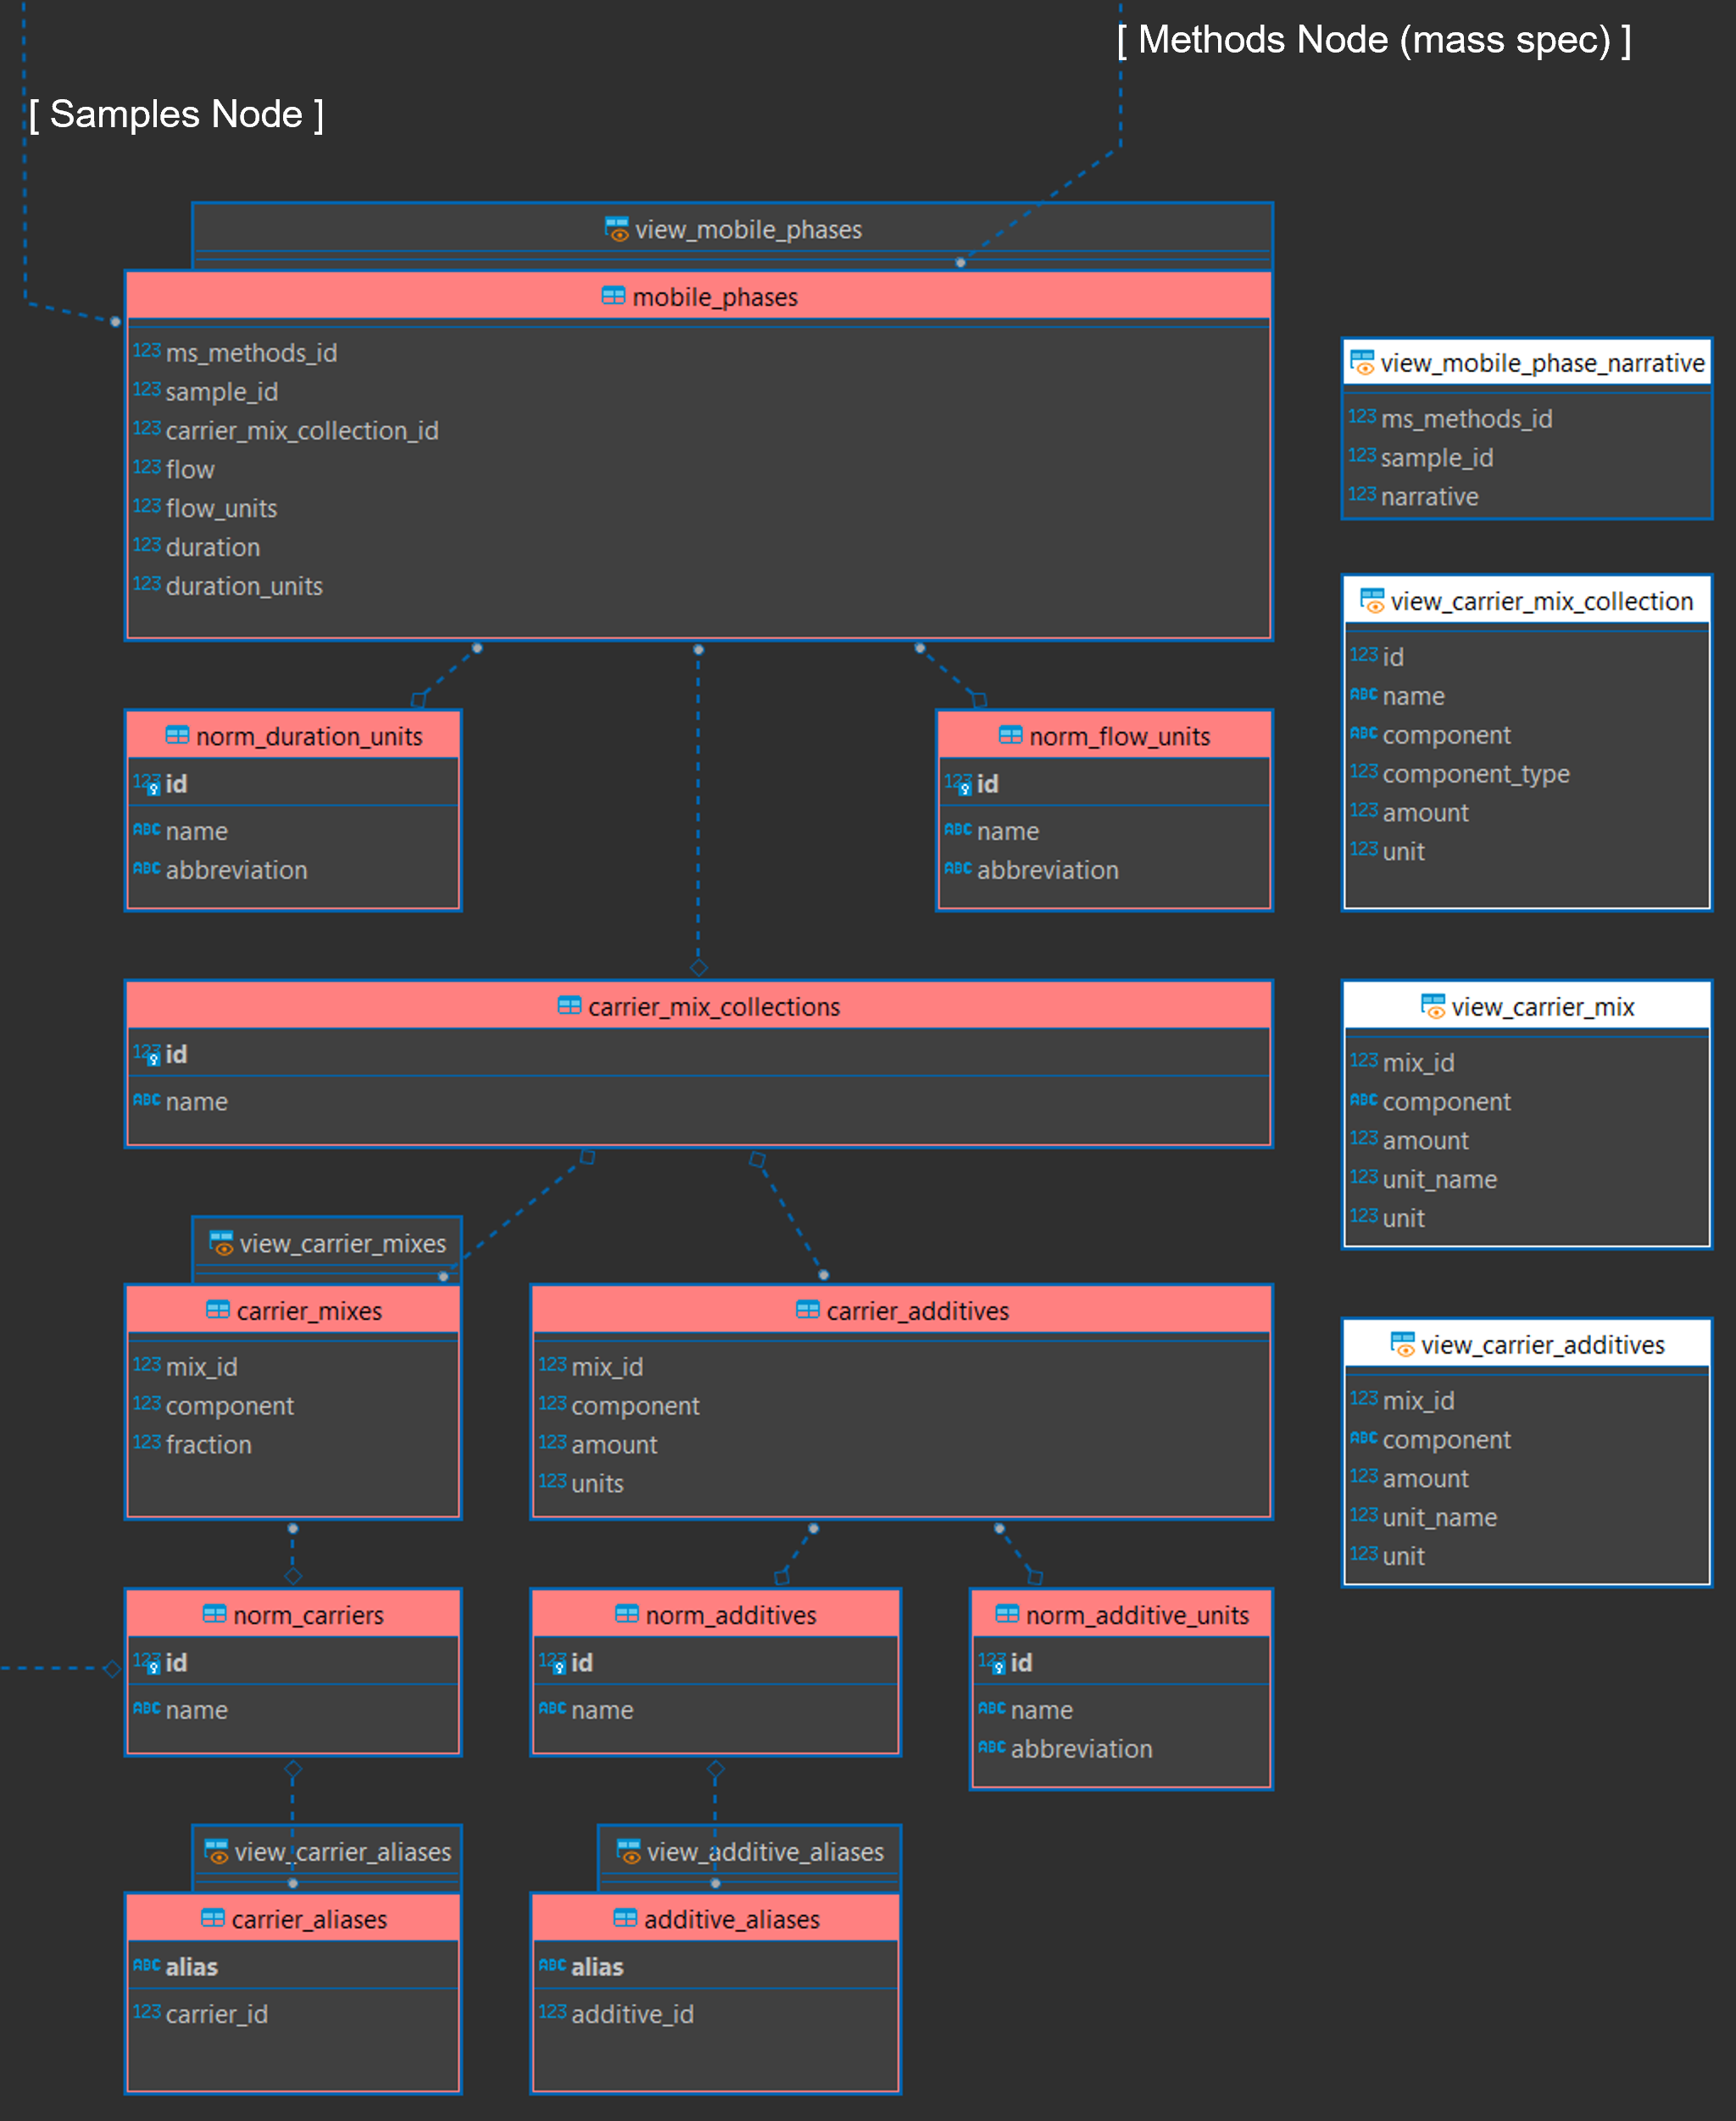 [ Methods Node (mass spec) ]
[ Samples Node ]
view_mobile_phases
mobile_phases
123 ms_methods_id
123 sample_id
123 carrier_mix_collection_id
123 flow
123 flow_units
123 duration
123 duration_units
view_mobile_phase_narrative
123 ms_methods_id
123 sample_id
123 narrative
view_carrier_mix_collection
123 id
ABC name
ABC component
123 component_type
123 amount
123 unit
norm_duration_units
123 id
ABC name
ABC abbreviation
norm_flow_units
123 id
ABC name
ABC abbreviation
carrier_mix_collections
123 id
ABC name
view_carrier_mix
123 mix_id
ABC component
123 amount
123 unit_name
123 unit
view_carrier_mixes
carrier_mixes
123 mix_id
123 component
123 fraction
carrier_additives
123 mix_id
123 component
123 amount
123 units
view_carrier_additives
123 mix_id
ABC component
123 amount
123 unit_name
123 unit
norm_carriers
123 id
ABC name
norm_additives
123 id
ABC name
norm_additive_units
123 id
ABC name
ABC abbreviation
view_carrier_aliases
carrier_aliases
ABC alias
123 carrier_id
view_additive_aliases
additive_aliases
ABC alias
123 additive_id